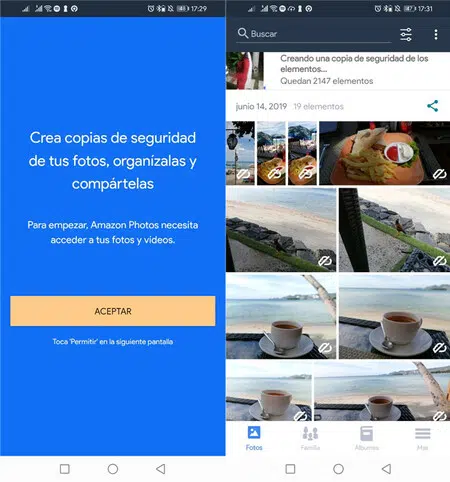 17:29
Crea copias de seguridad
de tus fotos, organízalas y
compártelas
Para empezar, Amazon Photos necesita
acceder a tus fotos y vídeos.
ACEPTAR
Toca 'Permitir' en la siguiente pantalla
17:31
Buscar
Creando una copia de seguridad de los
elementos...
Quedan 2147 elementos
junio 14, 2019 19 elementos
Fotos Familia Álbumes Más